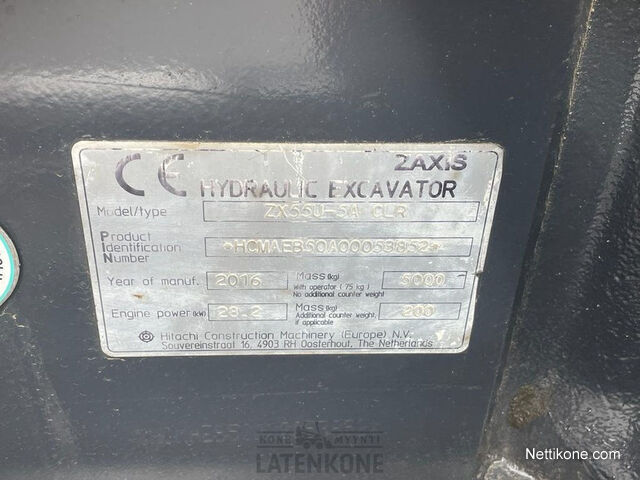 CE ZAXIS
HYDRAULIC EXCAVATOR
Model/type ZX55U-5A CLR
Product
Identification *HCMAEB50A00053852*
Number
Year of manuf. 2016 Mass(kg) 5000
With operator ( 75 kg )
No additional counter weight
Engine power(kW) 28.2 Mass(kg) 200
Additional counter weight,
if applicable
Hitachi Construction Machinery (Europe) N.V.
Souvereinstraat 16, 4903 RH Oosterhout, The Netherlands
KONE MYYNTI
LATENKONE
Nettikone.com